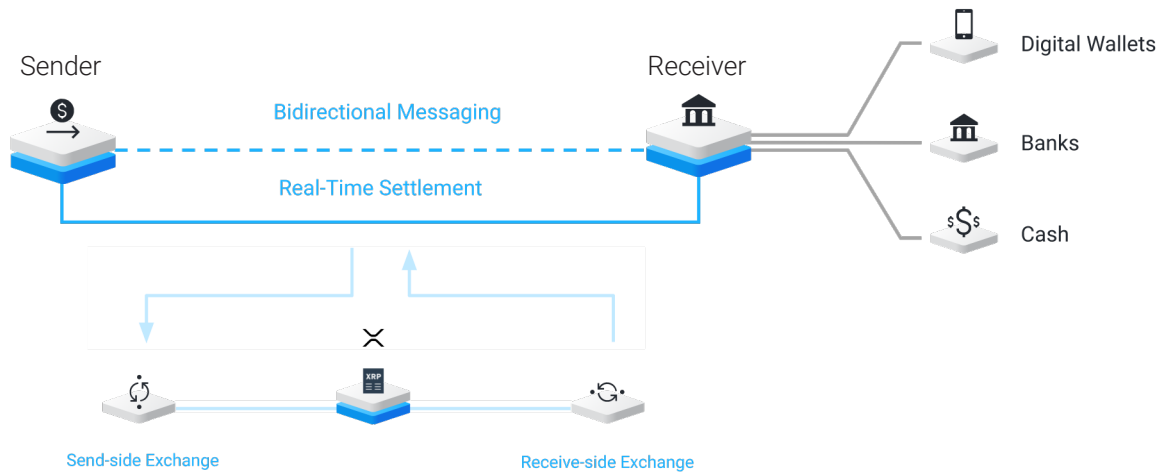 Sender
Receiver
Digital Wallets
Bidirectional Messaging
Banks
Real-Time Settlement
Cash
XRP
Send-side Exchange
Receive-side Exchange